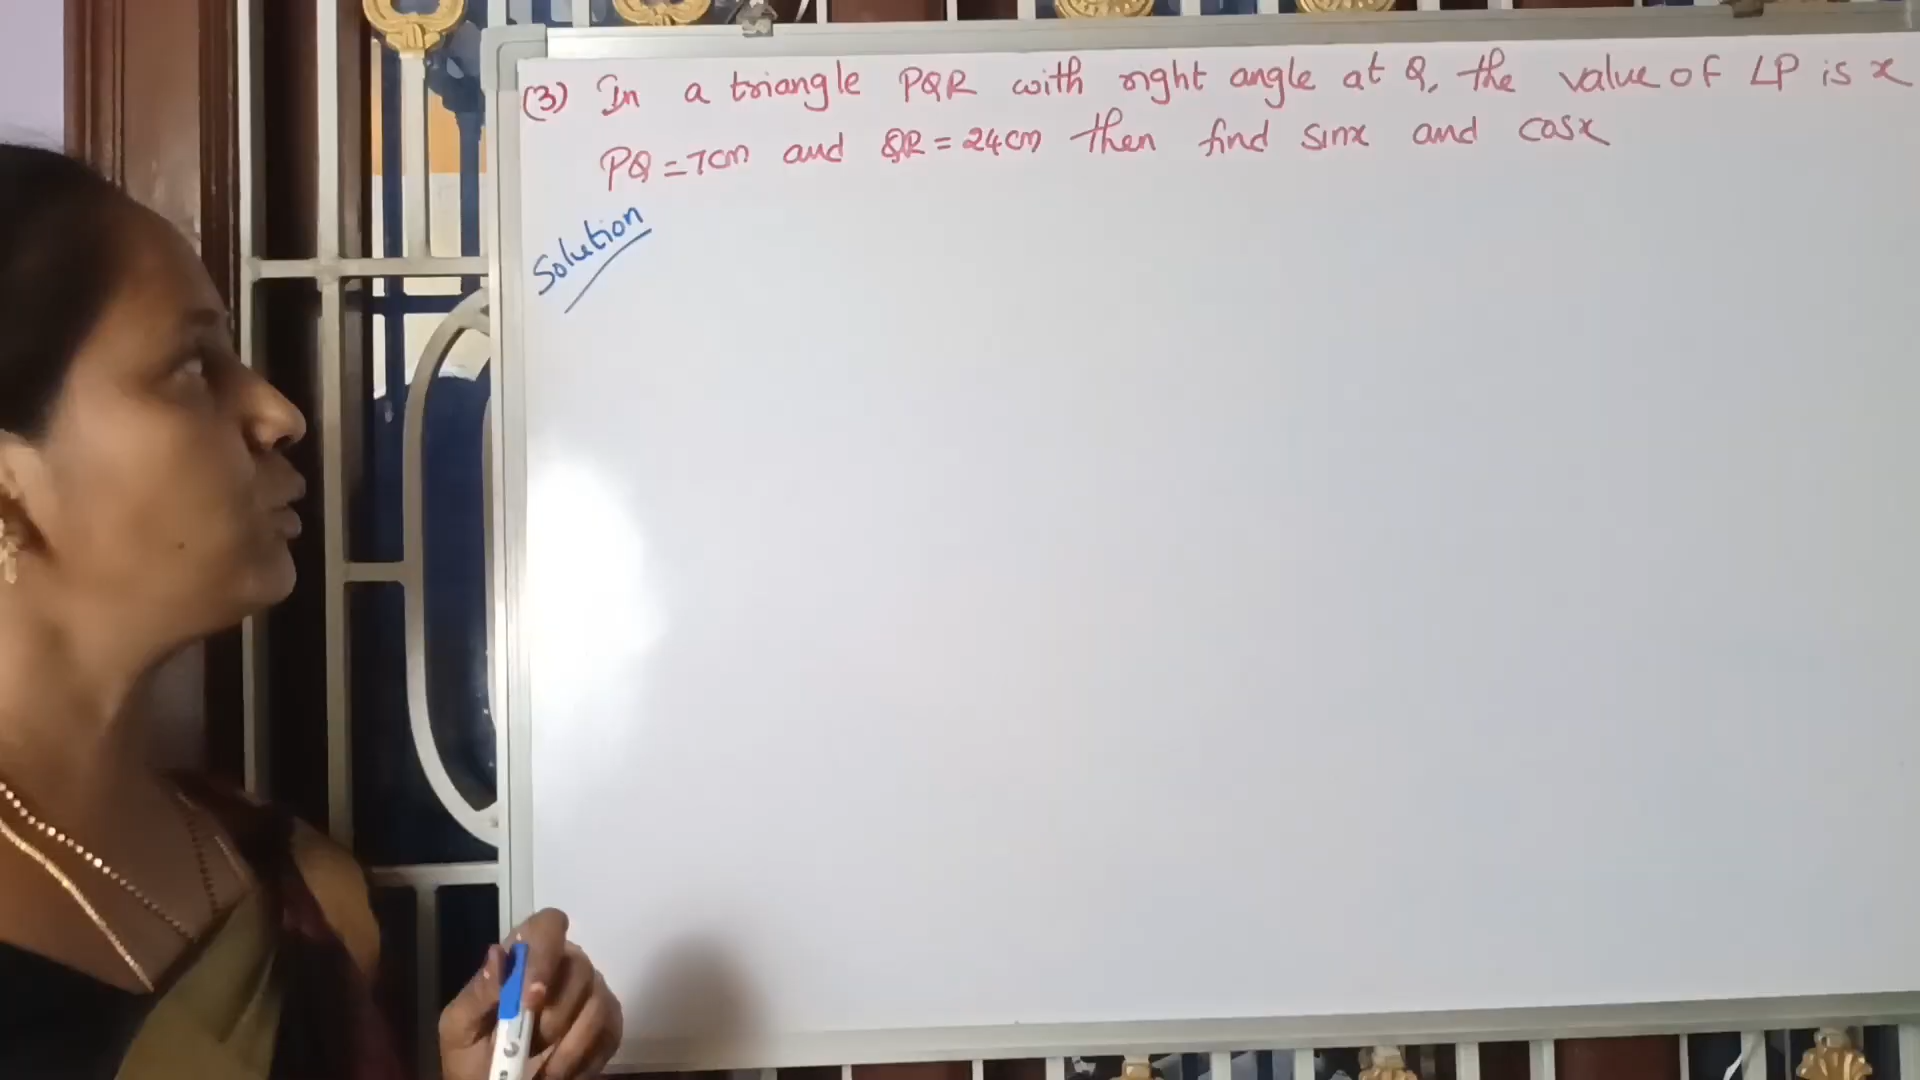 (3) In a triangle PQR with right angle at Q, the value of ∠P is x
PQ = 7cm and QR = 24cm then find sinx and cosx
Solution